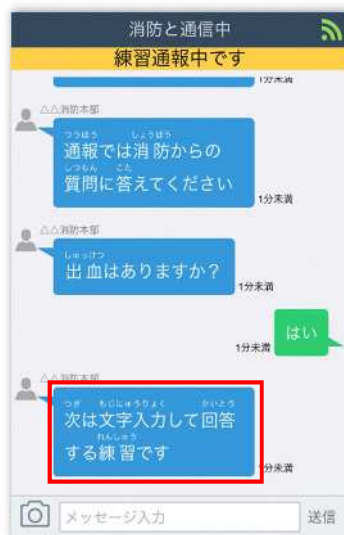 消防と通信中
練習通報中です
1分未満
△△消防本部
つうほう しょうぼう
通報では消防からの
しつもん こた
質問に答えてください
1分未満
△△消防本部
しゅっけつ
出血はありますか？
1分未満
はい
1分未満
△△消防本部
つぎ もじにゅうりょく かいとう
次は文字入力して回答
れんしゅう
する練習です
1分未満
メッセージ入力
送信